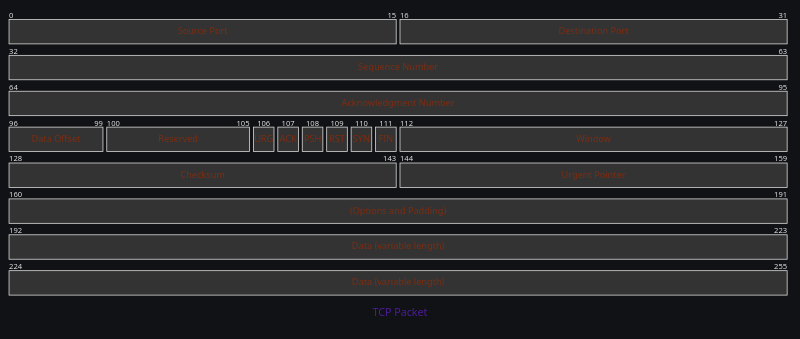 0 15 16 31
Source Port Destination Port
32 63
Sequence Number
64 95
Acknowledgment Number
96 99 100 105 106 107 108 109 110 111 112 127
Data Offset Reserved URG ACK PSH RST SYN FIN Window
128 143 144 159
Checksum Urgent Pointer
160 191
(Options and Padding)
192 223
Data (variable length)
224 255
Data (variable length)
TCP Packet